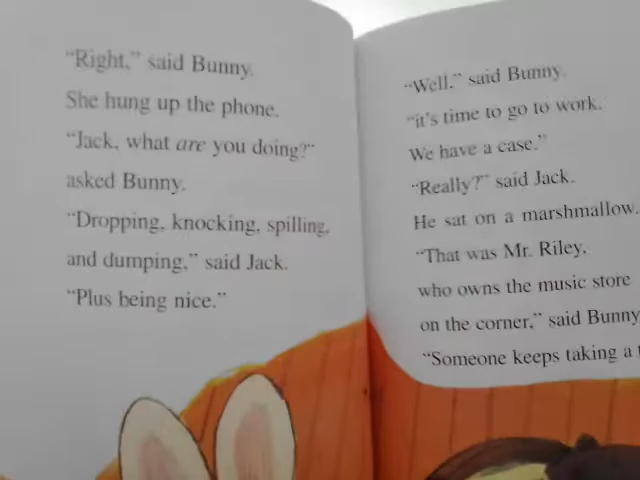 “Right,” said Bunny.
She hung up the phone.
“Jack, what are you doing?”
asked Bunny.
“Dropping, knocking, spilling,
and dumping,” said Jack.
“Plus being nice.”
“Well,” said Bunny,
“it’s time to go to work.
We have a case.”
“Really?” said Jack.
He sat on a marshmallow.
“That was Mr. Riley,
who owns the music store
on the corner,” said Bunny
“Someone keeps taking a